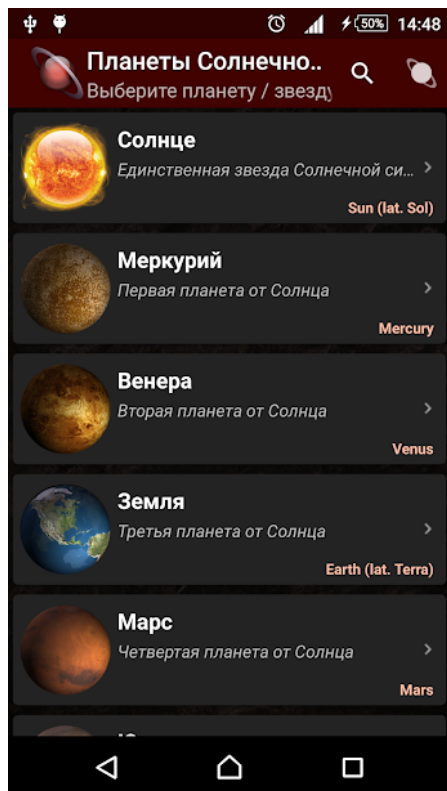 50% 14:48
Планеты Солнечно..
Выберите планету / звезду
Солнце
Единственная звезда Солнечной си...
Sun (lat. Sol)
Меркурий
Первая планета от Солнца
Mercury
Венера
Вторая планета от Солнца
Venus
Земля
Третья планета от Солнца
Earth (lat. Terra)
Марс
Четвертая планета от Солнца
Mars